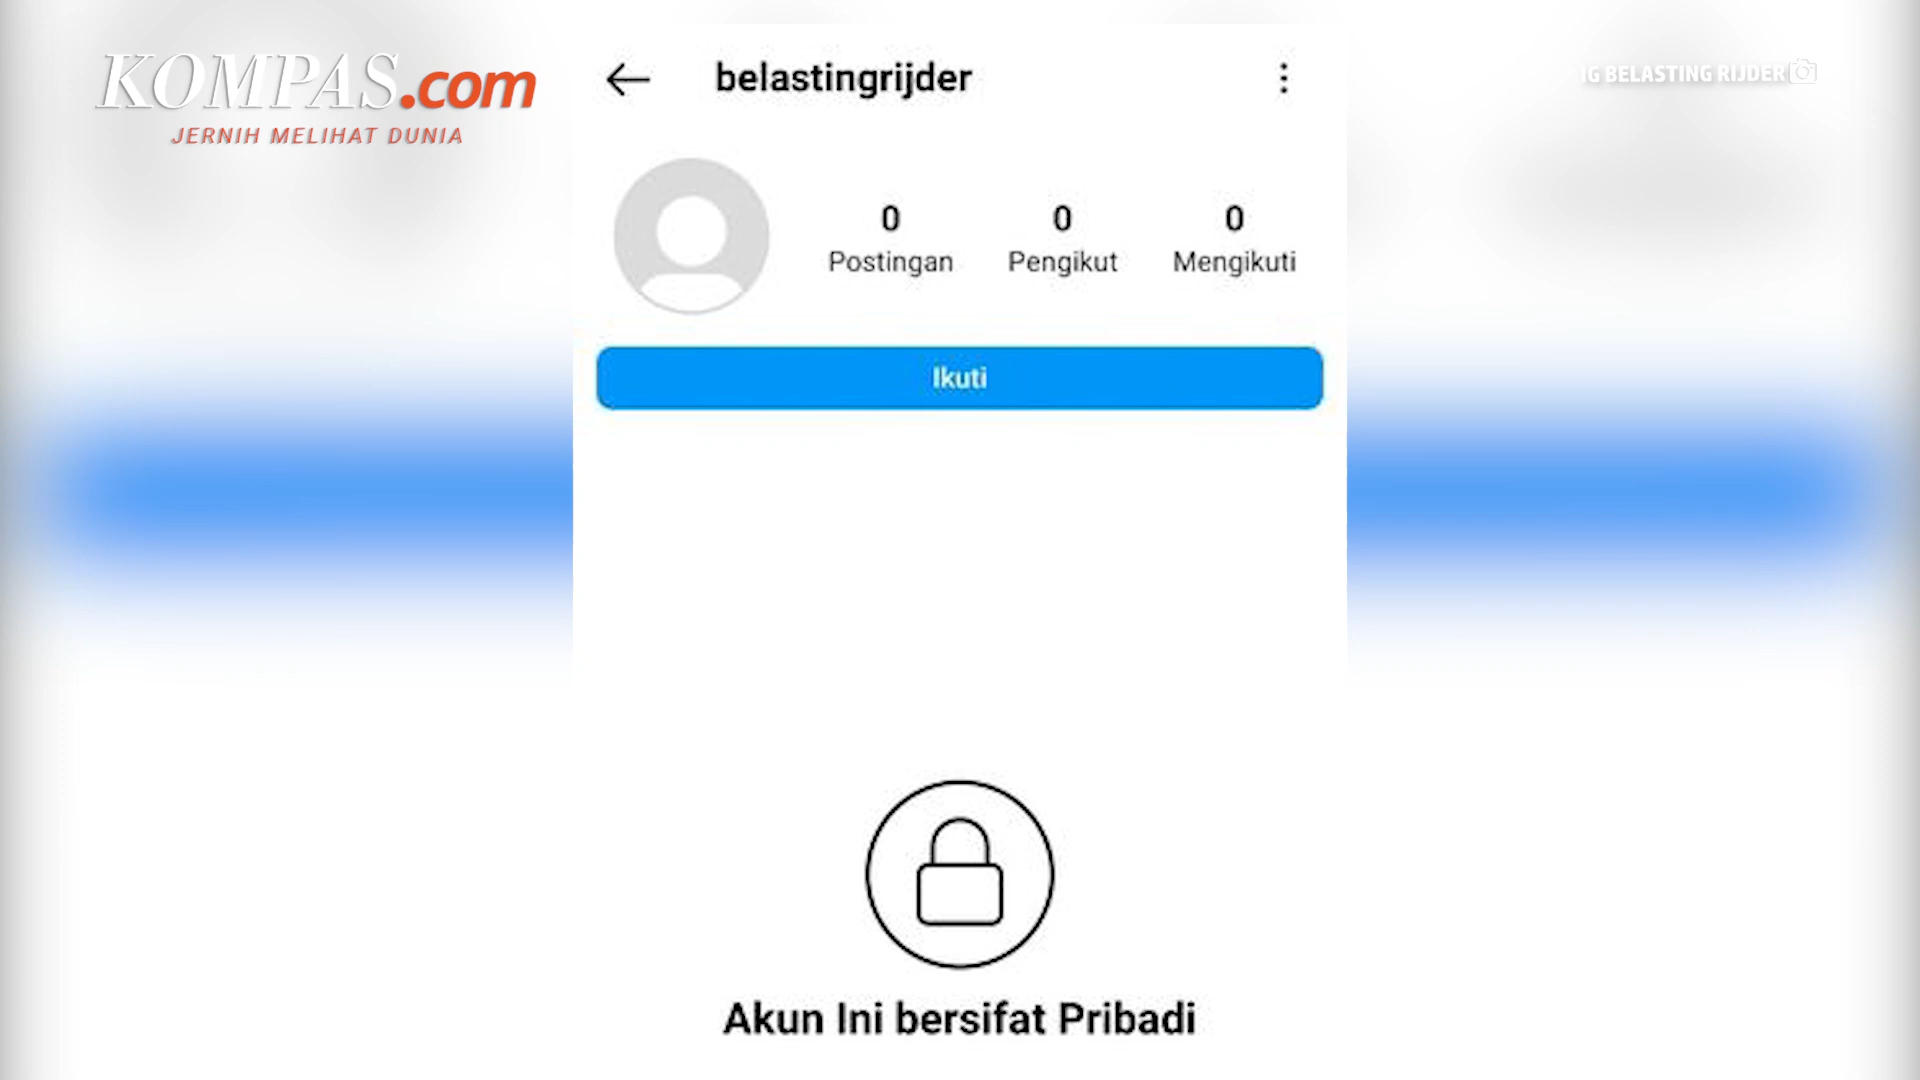 KOMPAS.com
JERNIH MELIHAT DUNIA
belastingrijder
IG BELASTING RIJDER
0 0 0
Postingan Pengikut Mengikuti
Ikuti
Akun Ini bersifat Pribadi